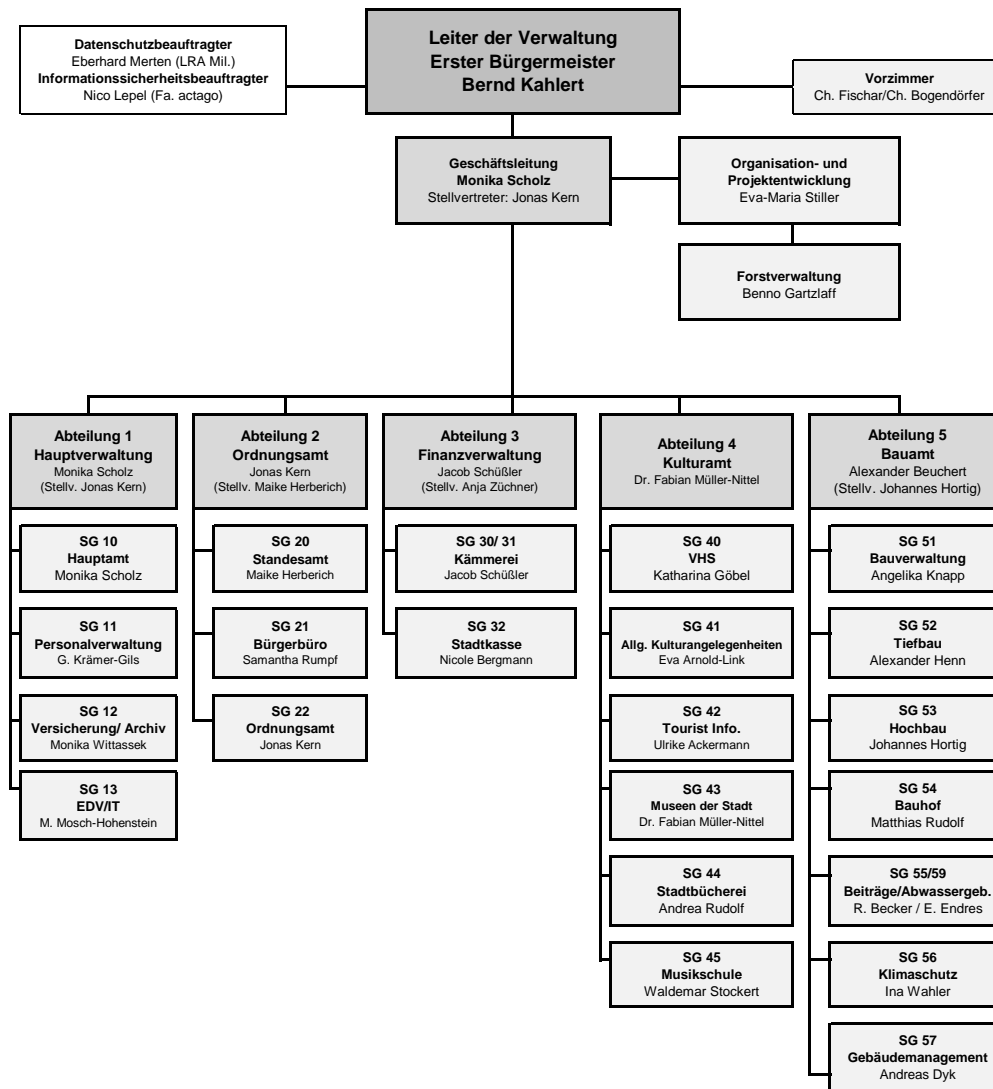 Leiter der Verwaltung
Erster Bürgermeister
Bernd Kahlert
Datenschutzbeauftragter
Eberhard Merten (LRA Mil.)
Informationssicherheitsbeauftragter
Nico Lepel (Fa. actago)
Vorzimmer
Ch. Fischar/Ch. Bogendörfer
Geschäftsleitung
Monika Scholz
Stellvertreter: Jonas Kern
Organisation- und
Projektentwicklung
Eva-Maria Stiller
Forstverwaltung
Benno Gartzlaff
Abteilung 1
Hauptverwaltung
Monika Scholz
(Stellv. Jonas Kern)
SG 10
Hauptamt
Monika Scholz
SG 11
Personalverwaltung
G. Krämer-Gils
SG 12
Versicherung/ Archiv
Monika Wittassek
SG 13
EDV/IT
M. Mosch-Hohenstein
Abteilung 2
Ordnungsamt
Jonas Kern
(Stellv. Maike Herberich)
SG 20
Standesamt
Maike Herberich
SG 21
Bürgerbüro
Samantha Rumpf
SG 22
Ordnungsamt
Jonas Kern
Abteilung 3
Finanzverwaltung
Jacob Schüßler
(Stellv. Anja Züchner)
SG 30/ 31
Kämmerei
Jacob Schüßler
SG 32
Stadtkasse
Nicole Bergmann
Abteilung 4
Kulturamt
Dr. Fabian Müller-Nittel
SG 40
VHS
Katharina Göbel
SG 41
Allg. Kulturangelegenheiten
Eva Arnold-Link
SG 42
Tourist Info.
Ulrike Ackermann
SG 43
Museen der Stadt
Dr. Fabian Müller-Nittel
SG 44
Stadtbücherei
Andrea Rudolf
SG 45
Musikschule
Waldemar Stockert
Abteilung 5
Bauamt
Alexander Beuchert
(Stellv. Johannes Hortig)
SG 51
Bauverwaltung
Angelika Knapp
SG 52
Tiefbau
Alexander Henn
SG 53
Hochbau
Johannes Hortig
SG 54
Bauhof
Matthias Rudolf
SG 55/59
Beiträge/Abwassergeb.
R. Becker / E. Endres
SG 56
Klimaschutz
Ina Wahler
SG 57
Gebäudemanagement
Andreas Dyk